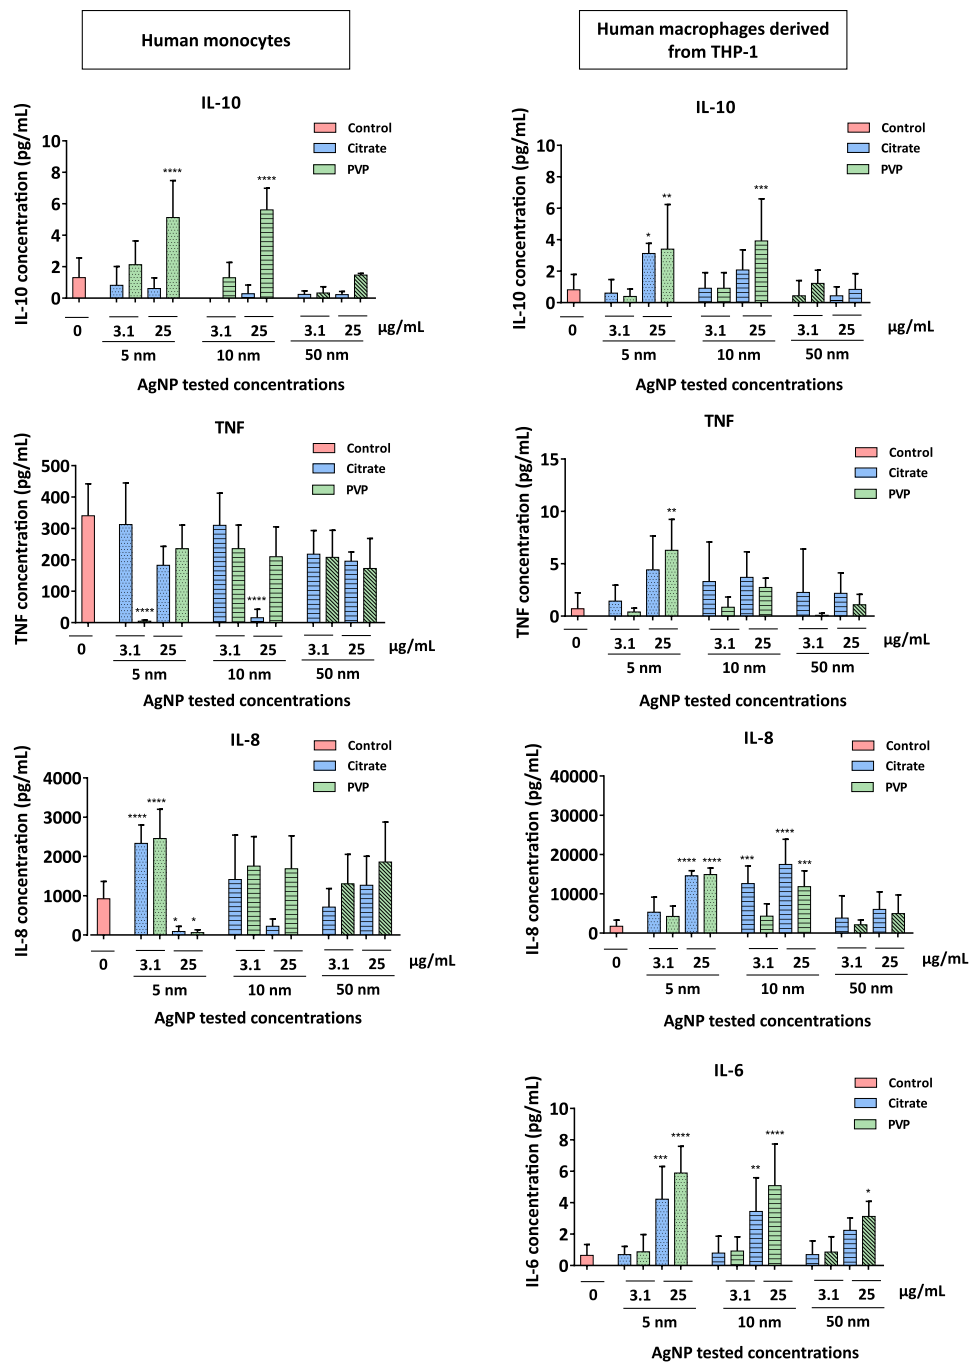 Human monocytes
Human macrophages derived
from THP-1
IL-10
IL-10 concentration (pg/mL)
10
8
6
4
2
0
Control
Citrate
PVP
****
****
0
3.1
25
3.1
25
3.1
25
µg/mL
5 nm
10 nm
50 nm
AgNP tested concentrations
IL-10
IL-10 concentration (pg/mL)
10
8
6
4
2
0
Control
Citrate
PVP
*
**
***
0
3.1
25
3.1
25
3.1
25
µg/mL
5 nm
10 nm
50 nm
AgNP tested concentrations
TNF
TNF concentration (pg/mL)
500
400
300
200
100
0
Control
Citrate
PVP
****
****
0
3.1
25
3.1
25
3.1
25
µg/mL
5 nm
10 nm
50 nm
AgNP tested concentrations
TNF
TNF concentration (pg/mL)
15
10
5
0
Control
Citrate
PVP
**
0
3.1
25
3.1
25
3.1
25
µg/mL
5 nm
10 nm
50 nm
AgNP tested concentrations
IL-8
IL-8 concentration (pg/mL)
4000
3000
2000
1000
0
Control
Citrate
PVP
****
****
*
*
0
3.1
25
3.1
25
3.1
25
µg/mL
5 nm
10 nm
50 nm
AgNP tested concentrations
IL-8
IL-8 concentration (pg/mL)
40000
30000
20000
10000
0
Control
Citrate
PVP
****
****
***
****
***
0
3.1
25
3.1
25
3.1
25
µg/mL
5 nm
10 nm
50 nm
AgNP tested concentrations
IL-6
IL-6 concentration (pg/mL)
10
8
6
4
2
0
Control
Citrate
PVP
***
****
**
****
*
0
3.1
25
3.1
25
3.1
25
µg/mL
5 nm
10 nm
50 nm
AgNP tested concentrations